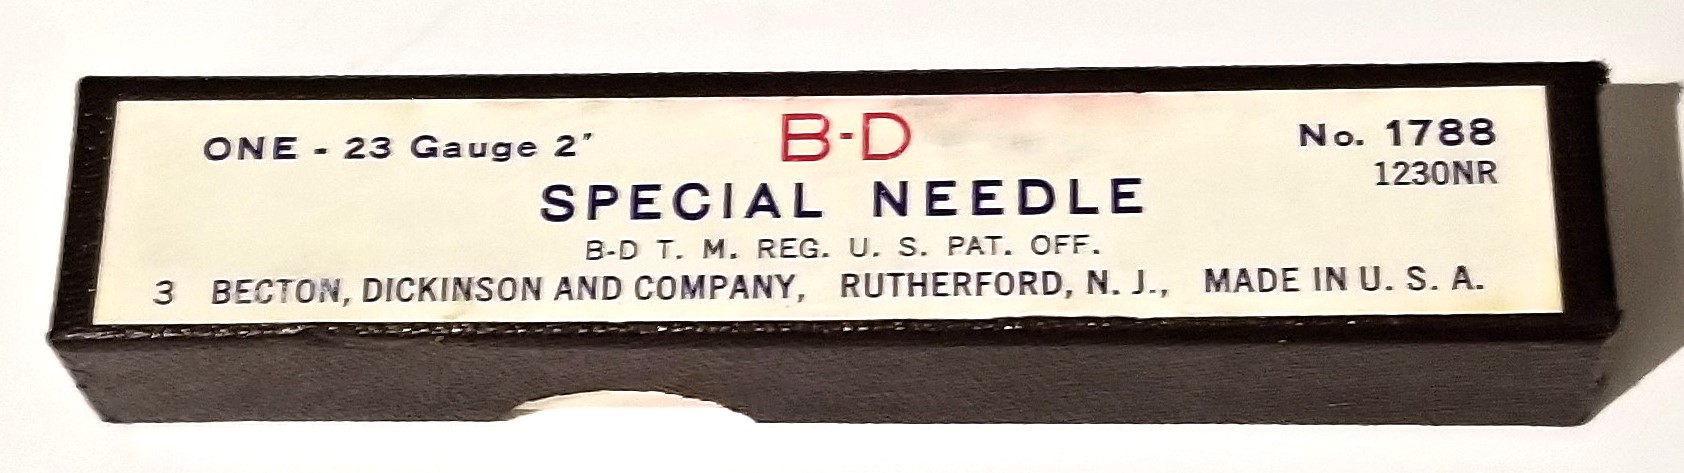 ONE - 23 Gauge 2" B-D No. 1788
1230NR
SPECIAL NEEDLE
B-D T. M. REG. U. S. PAT. OFF.
3 BECTON, DICKINSON AND COMPANY, RUTHERFORD, N. J., MADE IN U. S. A.